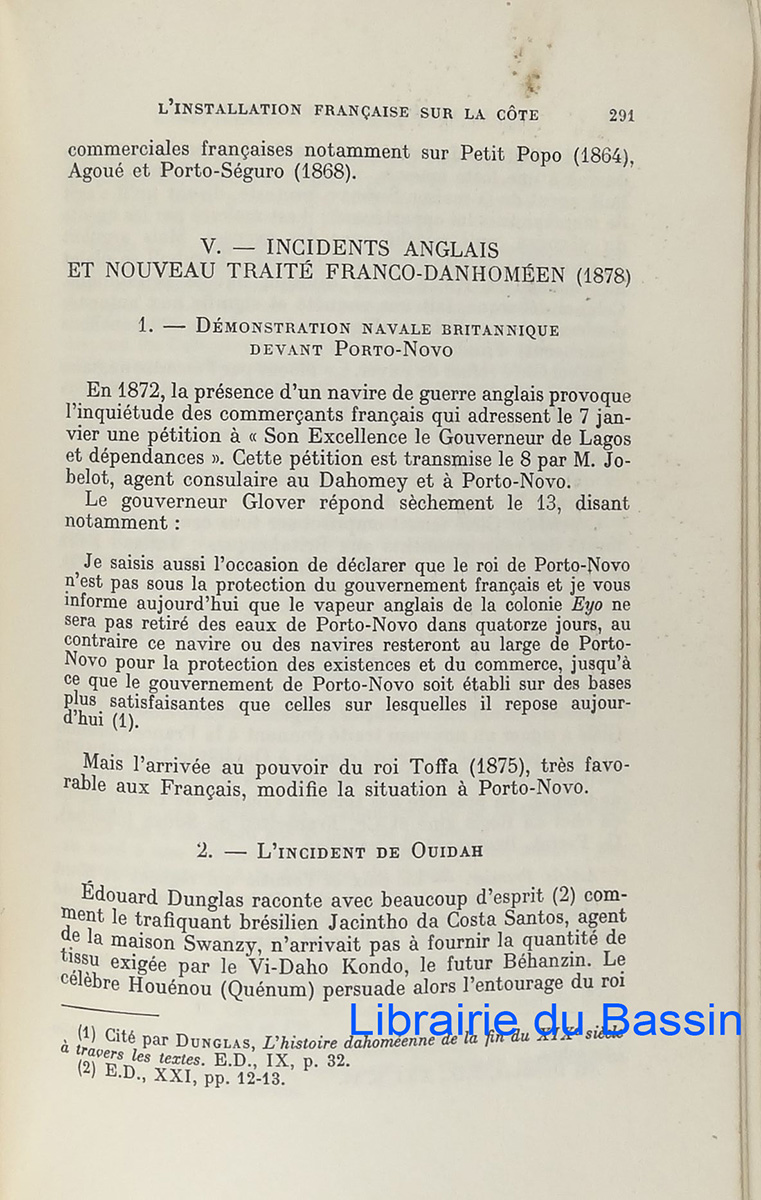 L'INSTALLATION FRANÇAISE SUR LA CÔTE 291
commerciales françaises notamment sur Petit Popo (1864),
Agoué et Porto-Séguro (1868).
V. — INCIDENTS ANGLAIS
ET NOUVEAU TRAITÉ FRANCO-DANHOMÉEN (1878)
1. — DÉMONSTRATION NAVALE BRITANNIQUE
DEVANT PORTO-NOVO
En 1872, la présence d'un navire de guerre anglais provoque
l'inquiétude des commerçants français qui adressent le 7 jan-
vier une pétition à « Son Excellence le Gouverneur de Lagos
et dépendances ». Cette pétition est transmise le 8 par M. Jo-
belot, agent consulaire au Dahomey et à Porto-Novo.
Le gouverneur Glover répond sèchement le 13, disant
notamment :
Je saisis aussi l'occasion de déclarer que le roi de Porto-Novo
n'est pas sous la protection du gouvernement français et je vous
informe aujourd'hui que le vapeur anglais de la colonie Eyo ne
sera pas retiré des eaux de Porto-Novo dans quatorze jours, au
contraire ce navire ou des navires resteront au large de Porto-
Novo pour la protection des existences et du commerce, jusqu'à
ce que le gouvernement de Porto-Novo soit établi sur des bases
plus satisfaisantes que celles sur lesquelles il repose aujour-
d'hui (1).
Mais l'arrivée au pouvoir du roi Toffa (1875), très favo-
rable aux Français, modifie la situation à Porto-Novo.
2. — L'INCIDENT DE OUIDAH
Édouard Dunglas raconte avec beaucoup d'esprit (2) com-
ment le trafiquant brésilien Jacintho da Costa Santos, agent
de la maison Swanzy, n'arrivait pas à fournir la quantité de
tissu exigée par le Vi-Daho Kondo, le futur Béhanzin. Le
célèbre Houénou (Quénum) persuade alors l'entourage du roi
Librairie du Bassin
(1) Cité par DUNGLAS, L'histoire dahoméenne de la fin du XIXe siècle
à travers les textes. E.D., IX, p. 32.
(2) E.D., XXI, pp. 12-13.